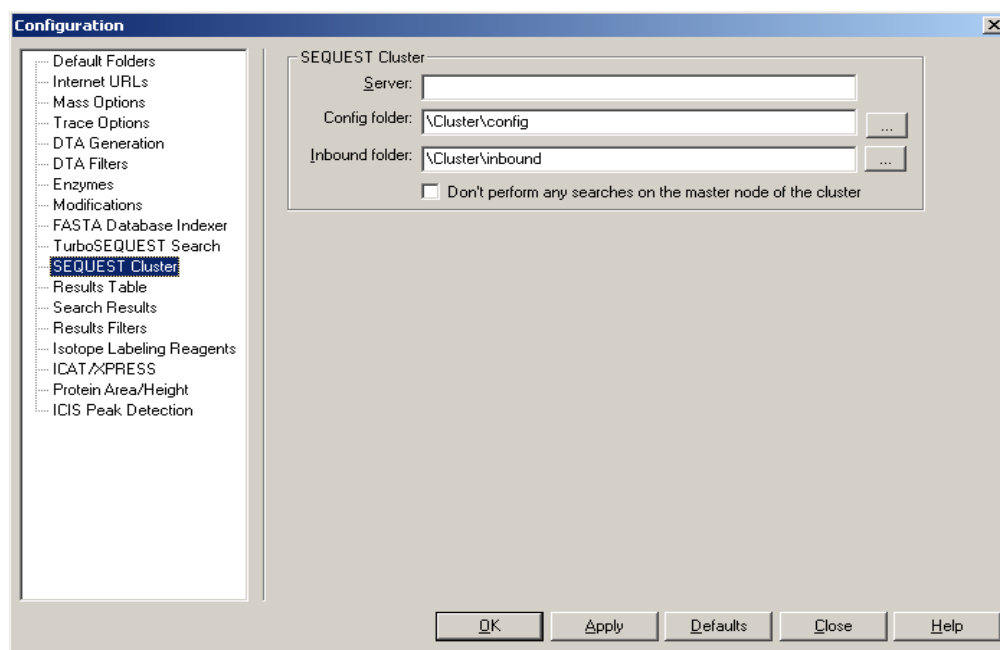 Configuration
Default Folders
Internet URLs
Mass Options
Trace Options
DTA Generation
DTA Filters
Enzymes
Modifications
FASTA Database Indexer
TurboSEQUEST Search
SEQUEST Cluster
Results Table
Search Results
Results Filters
Isotope Labeling Reagents
ICAT/XPRESS
Protein Area/Height
ICIS Peak Detection
SEQUEST Cluster
Server:
Config folder: \Cluster\config ...
Inbound folder: \Cluster\inbound ...
Don't perform any searches on the master node of the cluster
OK Apply Defaults Close Help